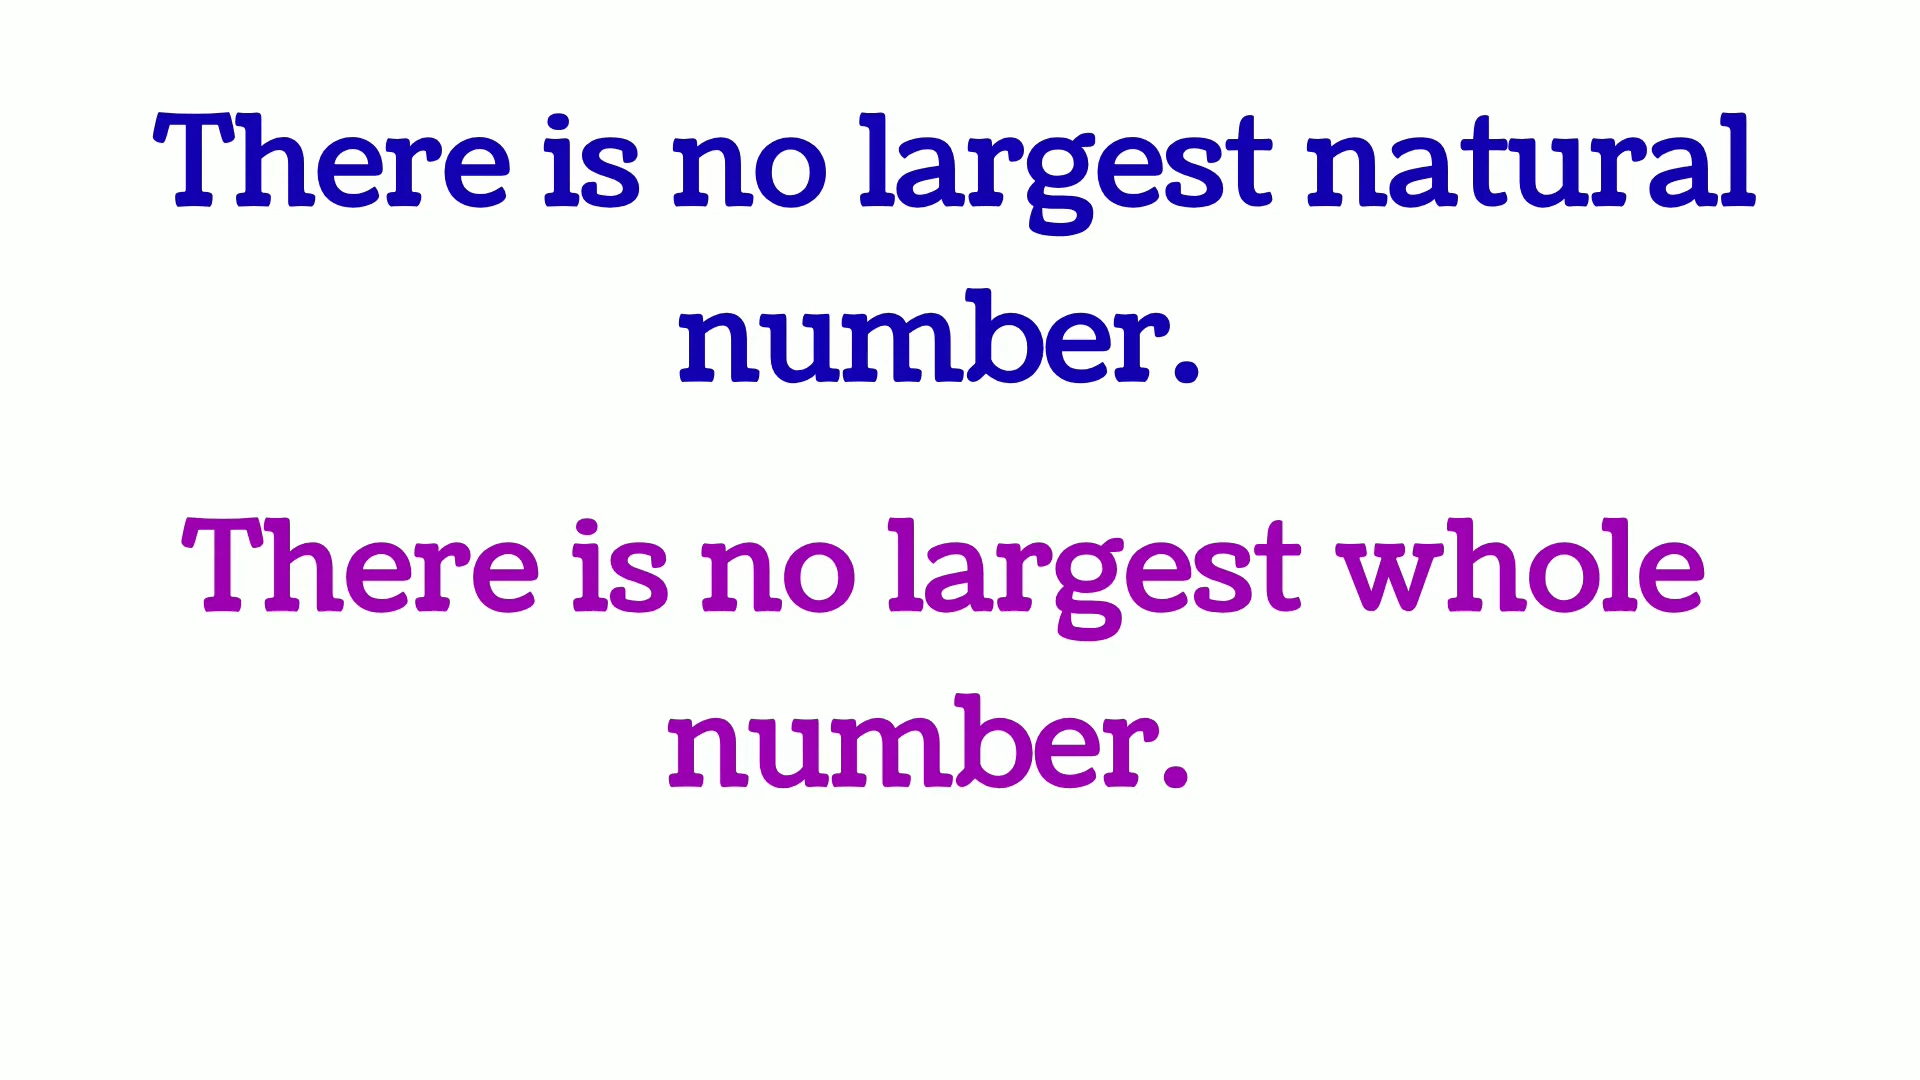 There is no largest natural
number.
There is no largest whole
number.